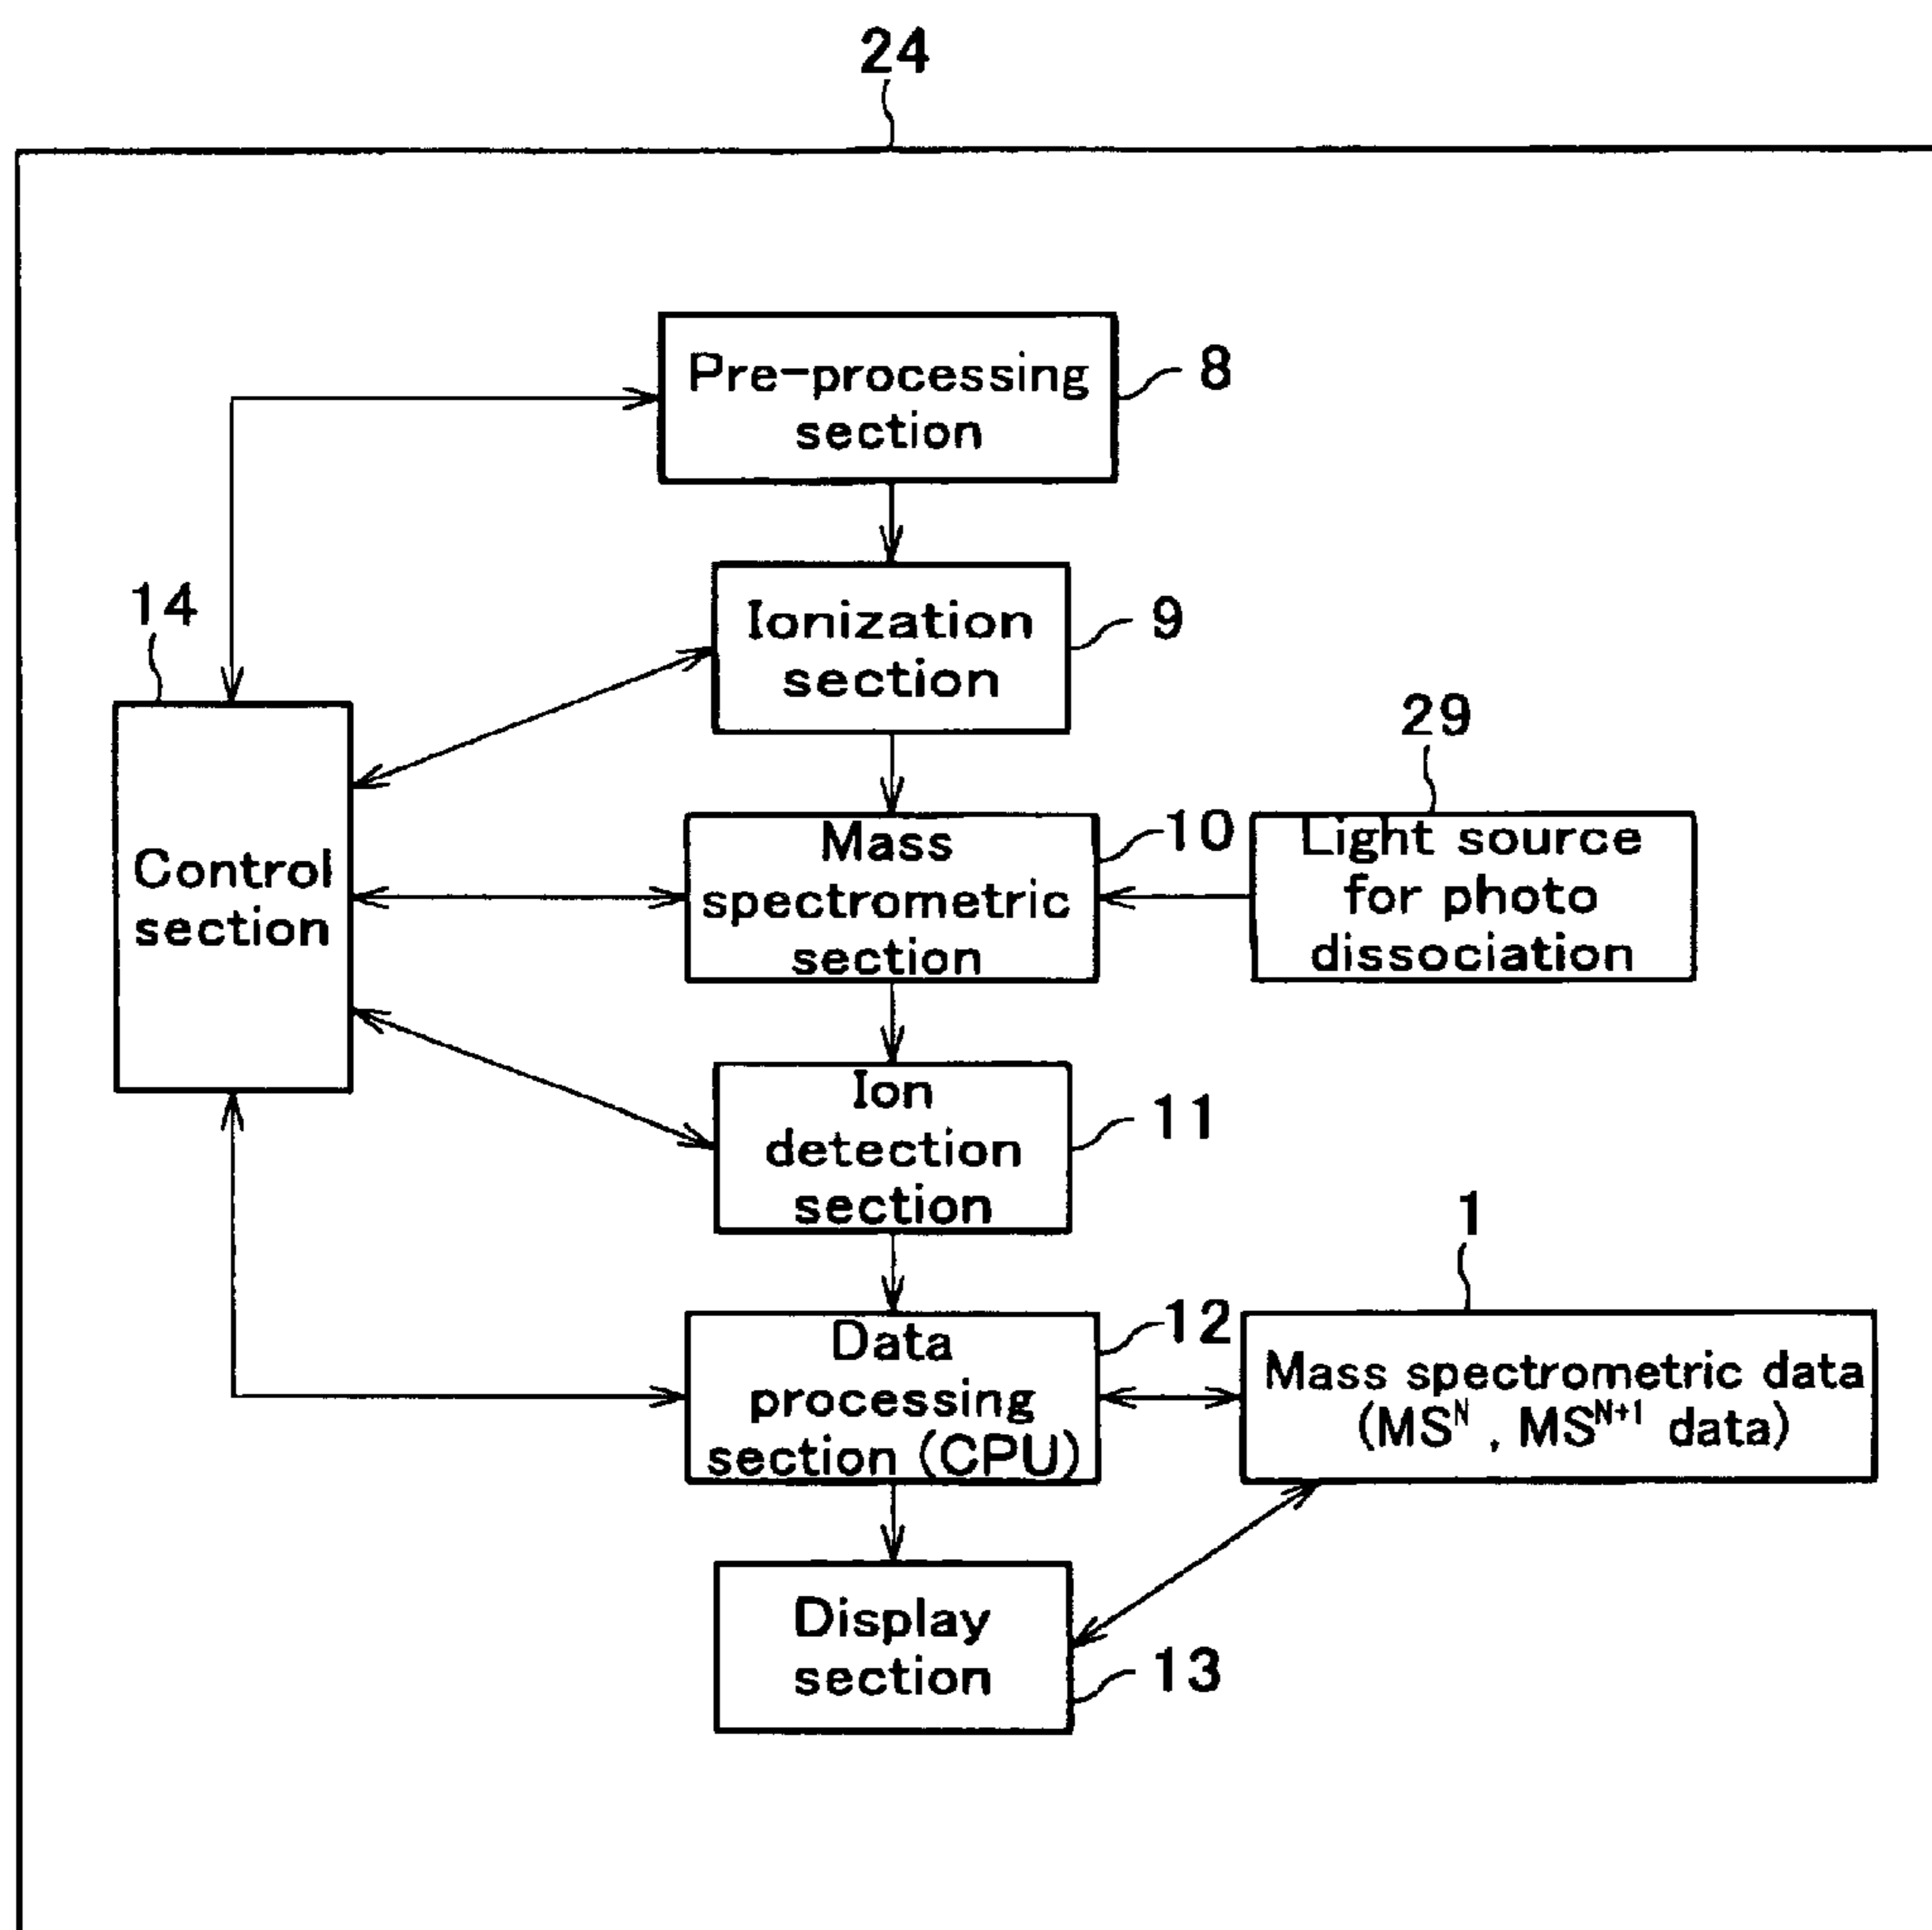 24
Pre-processing
section
8
Ionization
section
9
14
Control
section
29
Mass
spectrometric
section
10
Light source
for photo
dissociation
Ion
detection
section
11
1
Data
processing
section (CPU)
12
Mass spectrometric data
(MS^N, MS^N+1 data)
Display
section
13